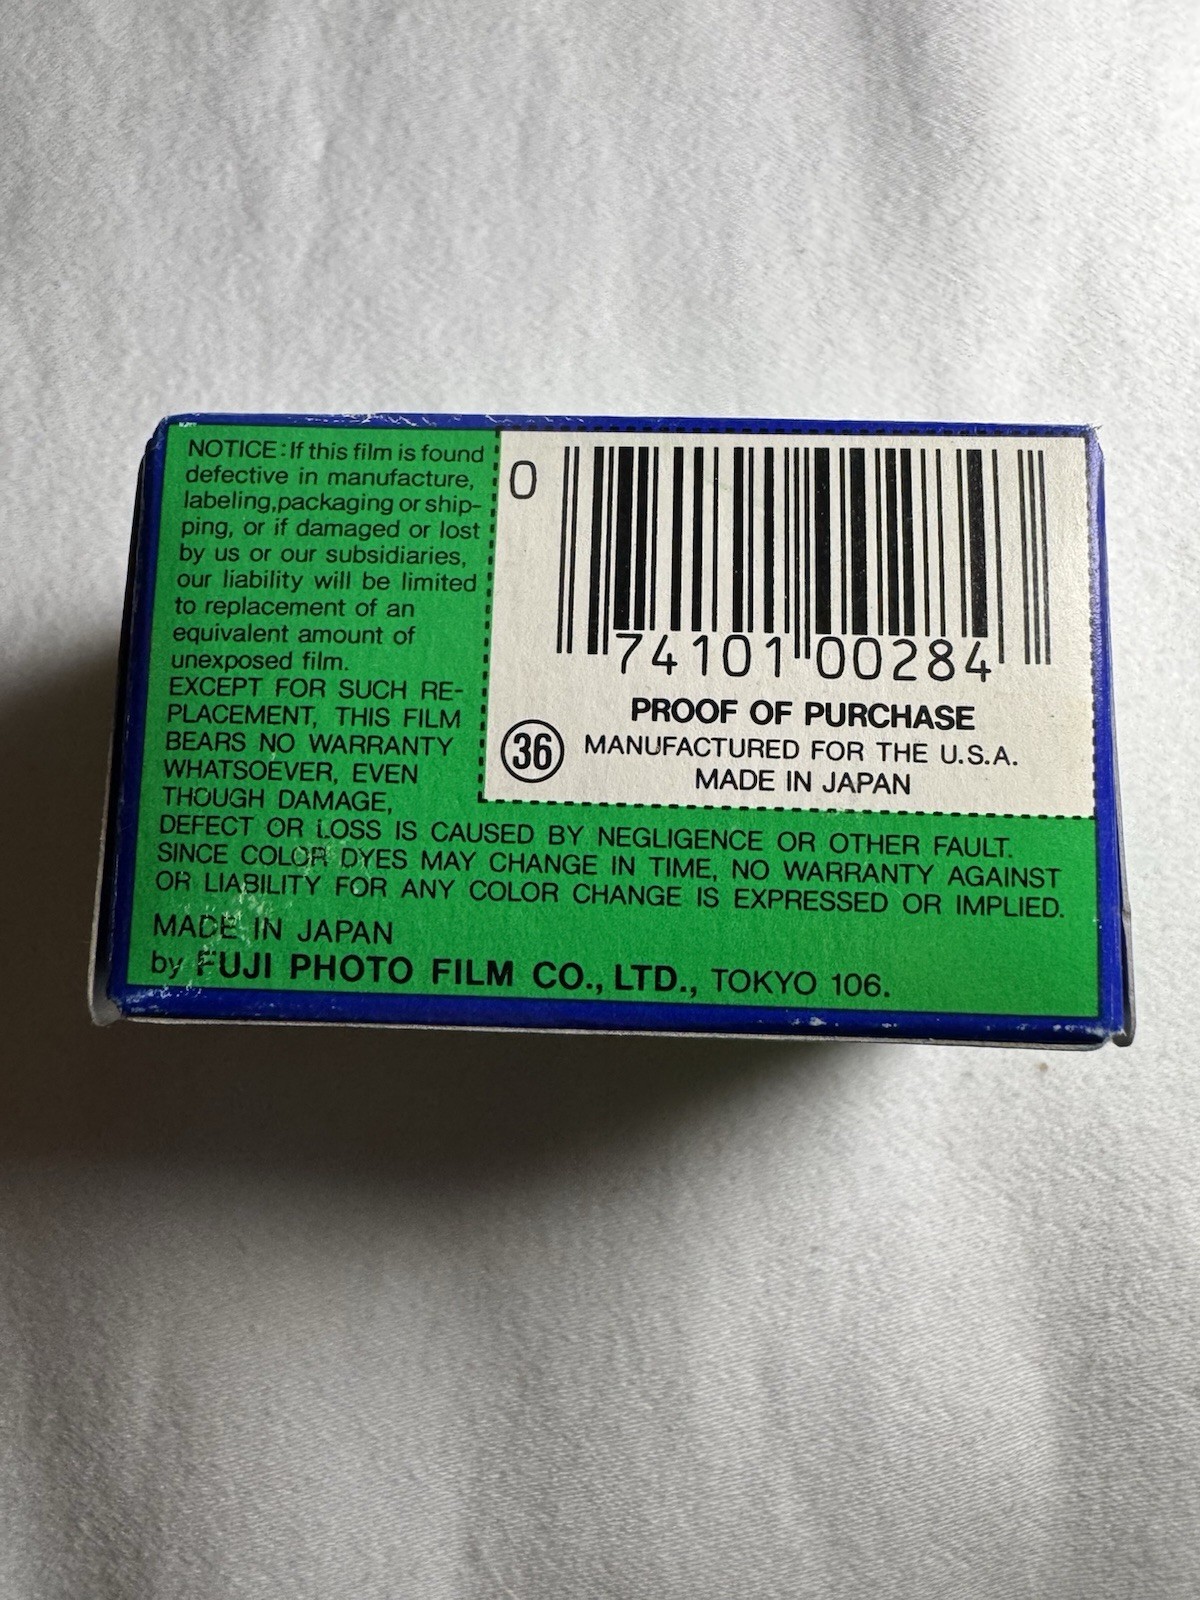 NOTICE: If this film is found
defective in manufacture,
labeling, packaging or ship-
ping, or if damaged or lost
by us or our subsidiaries,
our liability will be limited
to replacement of an
equivalent amount of
unexposed film.
EXCEPT FOR SUCH RE-
PLACEMENT, THIS FILM
BEARS NO WARRANTY
WHATSOEVER, EVEN
THOUGH DAMAGE,
DEFECT OR LOSS IS CAUSED BY NEGLIGENCE OR OTHER FAULT.
SINCE COLOR DYES MAY CHANGE IN TIME, NO WARRANTY AGAINST
OR LIABILITY FOR ANY COLOR CHANGE IS EXPRESSED OR IMPLIED.
MADE IN JAPAN
by FUJI PHOTO FILM CO., LTD., TOKYO 106.
0
74101 00284
PROOF OF PURCHASE
36
MANUFACTURED FOR THE U.S.A.
MADE IN JAPAN